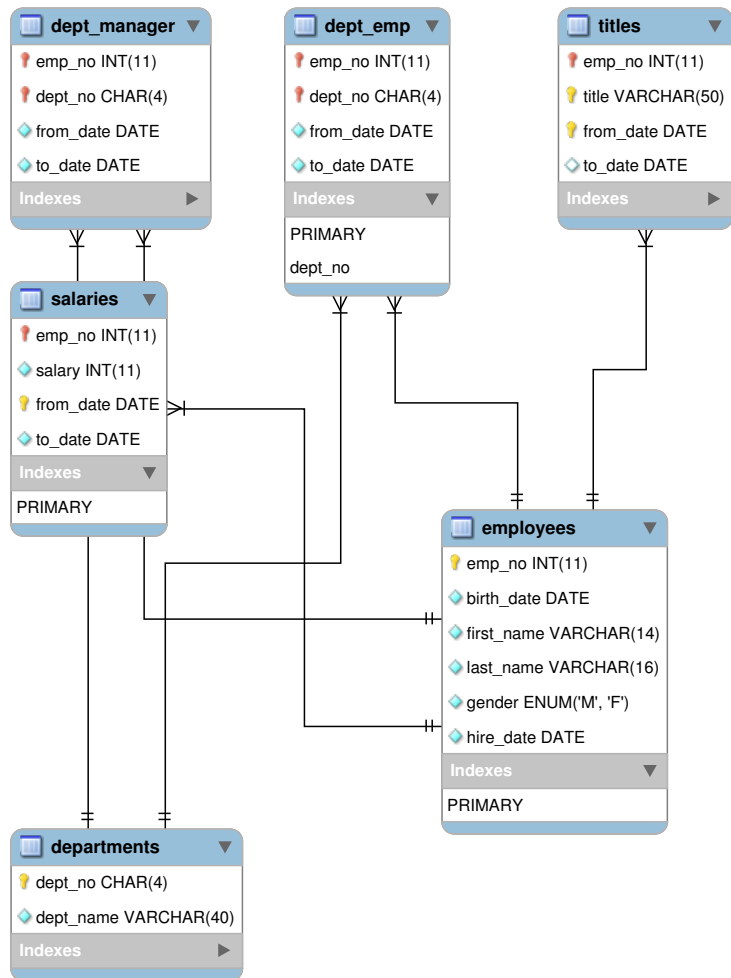 dept_manager
emp_no INT(11)
dept_no CHAR(4)
from_date DATE
to_date DATE
Indexes
dept_emp
emp_no INT(11)
dept_no CHAR(4)
from_date DATE
to_date DATE
Indexes
PRIMARY
dept_no
titles
emp_no INT(11)
title VARCHAR(50)
from_date DATE
to_date DATE
Indexes
salaries
emp_no INT(11)
salary INT(11)
from_date DATE
to_date DATE
Indexes
PRIMARY
employees
emp_no INT(11)
birth_date DATE
first_name VARCHAR(14)
last_name VARCHAR(16)
gender ENUM('M', 'F')
hire_date DATE
Indexes
PRIMARY
departments
dept_no CHAR(4)
dept_name VARCHAR(40)
Indexes